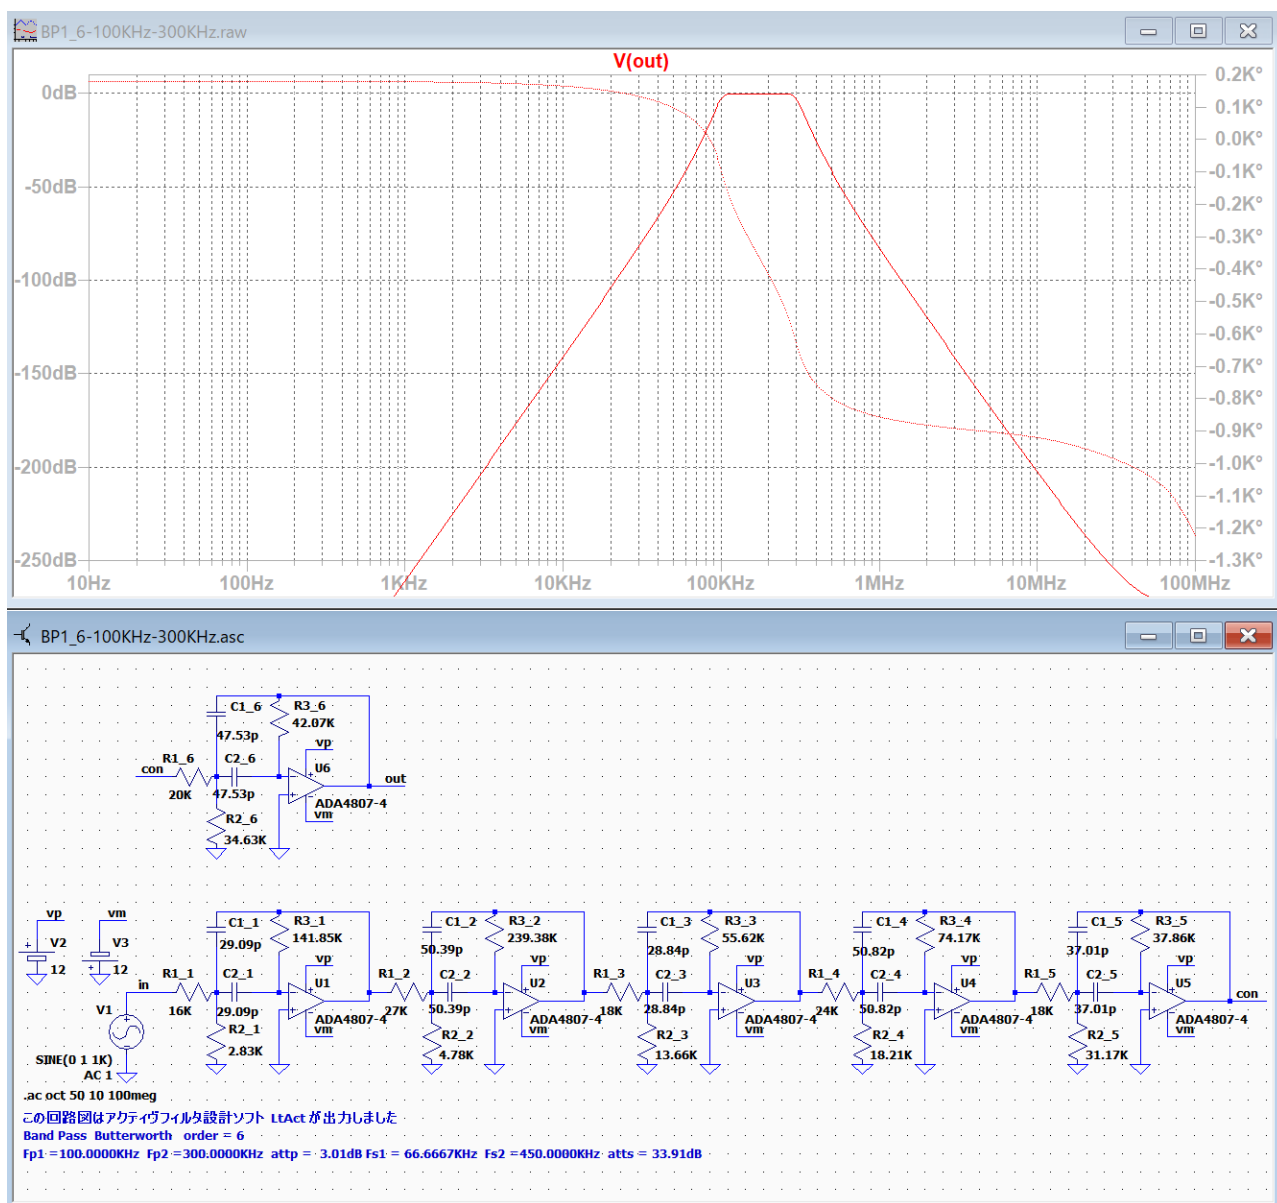 BP1_6-100KHz-300KHz.raw
V(out)
0dB
-50dB
-100dB
-150dB
-200dB
-250dB
0.2K°
0.1K°
0.0K°
-0.1K°
-0.2K°
-0.3K°
-0.4K°
-0.5K°
-0.6K°
-0.7K°
-0.8K°
-0.9K°
-1.0K°
-1.1K°
-1.2K°
-1.3K°
10Hz 100Hz 1KHz 10KHz 100KHz 1MHz 10MHz 100MHz
BP1_6-100KHz-300KHz.asc
C1_6 R3_6
42.07K
47.53p
vp
R1_6 C2_6
con U6
out
20K 47.53p
ADA4807-4
vm
R2_6
34.63K
vp vm
V2 V3
12 12
in
V1
SINE(0 1 1K)
AC 1
C1_1 R3_1
29.09p 141.85K
vp
R1_1 C2_1 U1
16K 29.09p ADA4807-4
vm
R2_1
2.83K
C1_2 R3_2
50.39p 239.38K
vp
R1_2 C2_2 U2
27K 50.39p ADA4807-4
vm
R2_2
4.78K
C1_3 R3_3
28.84p 55.62K
vp
R1_3 C2_3 U3
18K 28.84p ADA4807-4
vm
R2_3
13.66K
C1_4 R3_4
50.82p 74.17K
vp
R1_4 C2_4 U4
24K 50.82p ADA4807-4
vm
R2_4
18.21K
C1_5 R3_5
37.01p 37.86K
vp
R1_5 C2_5 U5
con
18K 37.01p ADA4807-4
vm
R2_5
31.17K
.ac oct 50 10 100meg
この回路図はアクティヴフィルタ設計ソフト LtAct が出力しました
Band Pass Butterworth order = 6
Fp1 =100.0000KHz Fp2 =300.0000KHz attp = 3.01dB Fs1 = 66.6667KHz Fs2 =450.0000KHz atts = 33.91dB